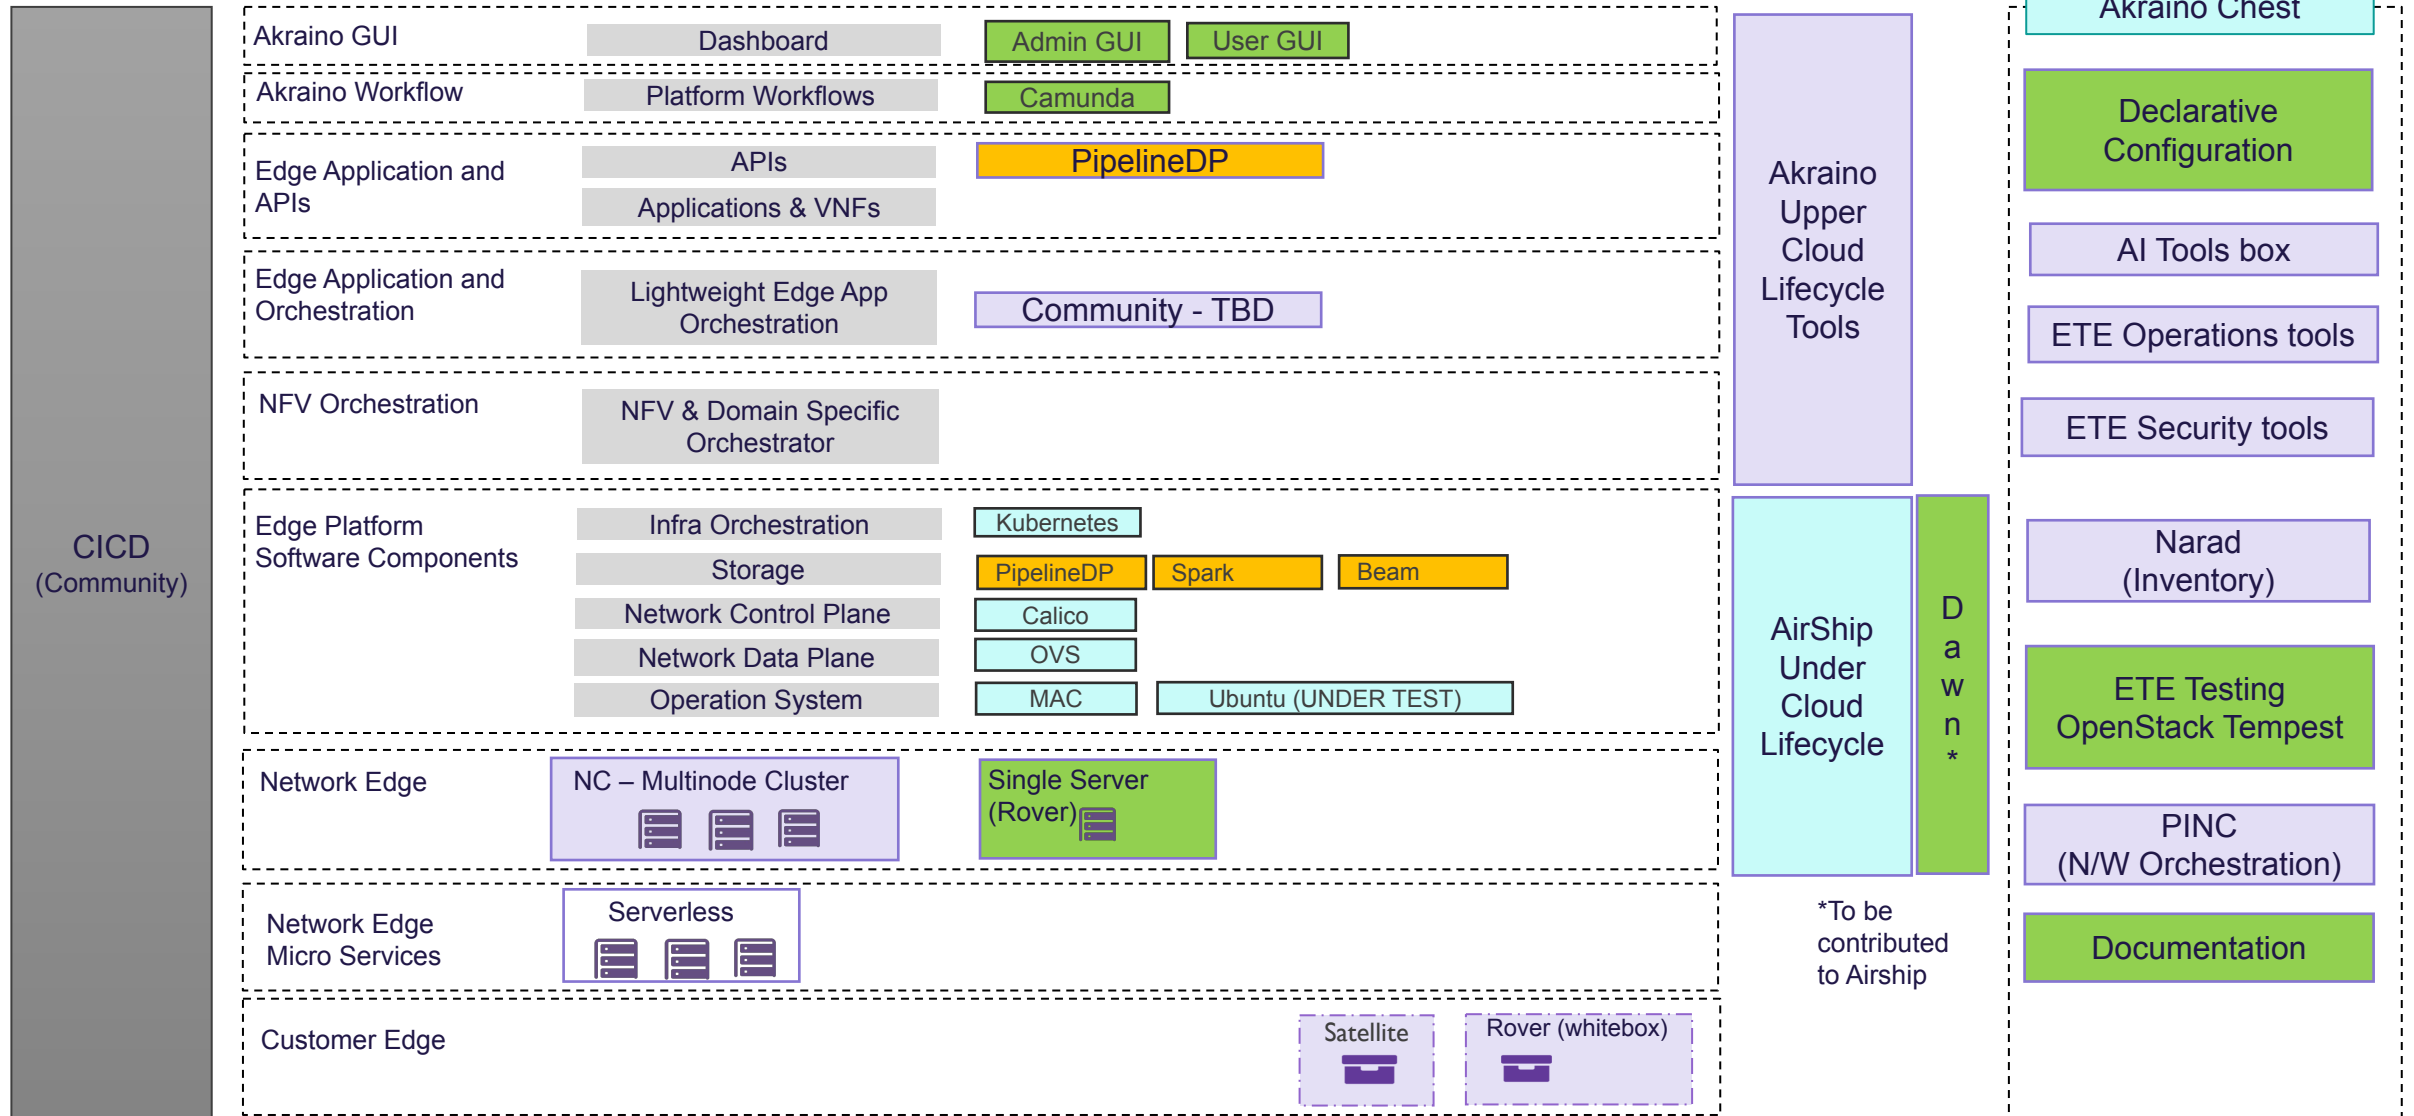 CICD
(Community)
Akraino GUI
Dashboard
Admin GUI
User GUI
Akraino Workflow
Platform Workflows
Camunda
Edge Application and
APIs
APIs
PipelineDP
Applications & VNFs
Edge Application and
Orchestration
Lightweight Edge App
Orchestration
Community - TBD
NFV Orchestration
NFV & Domain Specific
Orchestrator
Edge Platform
Software Components
Infra Orchestration
Kubernetes
Storage
PipelineDP
Spark
Beam
Network Control Plane
Calico
Network Data Plane
OVS
Operation System
MAC
Ubuntu (UNDER TEST)
Network Edge
NC – Multinode Cluster
Single Server
(Rover)
Network Edge
Micro Services
Serverless
Customer Edge
Satellite
Rover (whitebox)
Akraino
Upper
Cloud
Lifecycle
Tools
AirShip
Under
Cloud
Lifecycle
D
a
w
n
*
*To be
contributed
to Airship
Akraino Chest
Declarative
Configuration
AI Tools box
ETE Operations tools
ETE Security tools
Narad
(Inventory)
ETE Testing
OpenStack Tempest
PINC
(N/W Orchestration)
Documentation